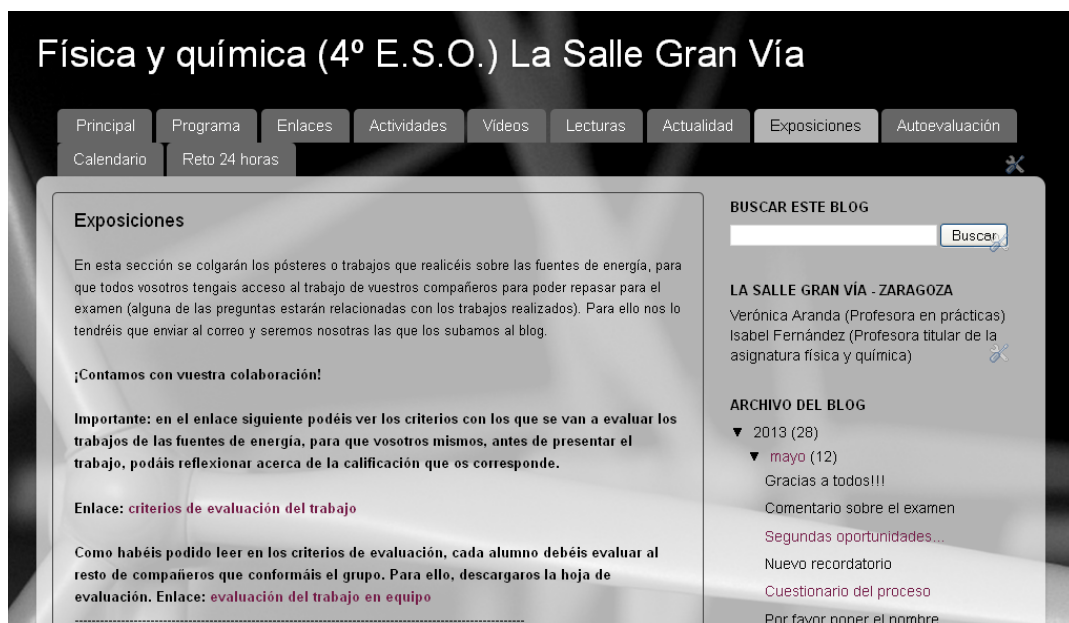 Física y química (4º E.S.O.) La Salle Gran Vía
Principal Programa Enlaces Actividades Vídeos Lecturas Actualidad Exposiciones Autoevaluación
Calendario Reto 24 horas
Exposiciones
En esta sección se colgarán los pósteres o trabajos que realicéis sobre las fuentes de energía, para
que todos vosotros tengais acceso al trabajo de vuestros compañeros para poder repasar para el
examen (alguna de las preguntas estarán relacionadas con los trabajos realizados). Para ello nos lo
tendréis que enviar al correo y seremos nosotras las que los subamos al blog.
¡Contamos con vuestra colaboración!
Importante: en el enlace siguiente podéis ver los criterios con los que se van a evaluar los
trabajos de las fuentes de energía, para que vosotros mismos, antes de presentar el
trabajo, podáis reflexionar acerca de la calificación que os corresponde.
Enlace: criterios de evaluación del trabajo
Como habéis podido leer en los criterios de evaluación, cada alumno debéis evaluar al
resto de compañeros que conformáis el grupo. Para ello, descargaros la hoja de
evaluación. Enlace: evaluación del trabajo en equipo
BUSCAR ESTE BLOG
Buscar
LA SALLE GRAN VÍA - ZARAGOZA
Verónica Aranda (Profesora en prácticas)
Isabel Fernández (Profesora titular de la
asignatura física y química)
ARCHIVO DEL BLOG
▼ 2013 (28)
▼ mayo (12)
Gracias a todos!!!
Comentario sobre el examen
Segundas oportunidades...
Nuevo recordatorio
Cuestionario del proceso
Por favor poner el nombre